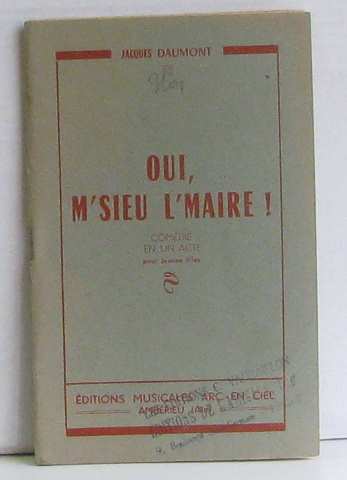 JACQUES DAUMONT
OUI,
M'SIEU L'MAIRE !
COMÉDIE
EN UN ACTE
pour Jeunes filles
ÉDITIONS MUSICALES ARC EN CIEL
AMBÉRIEU (Ain)